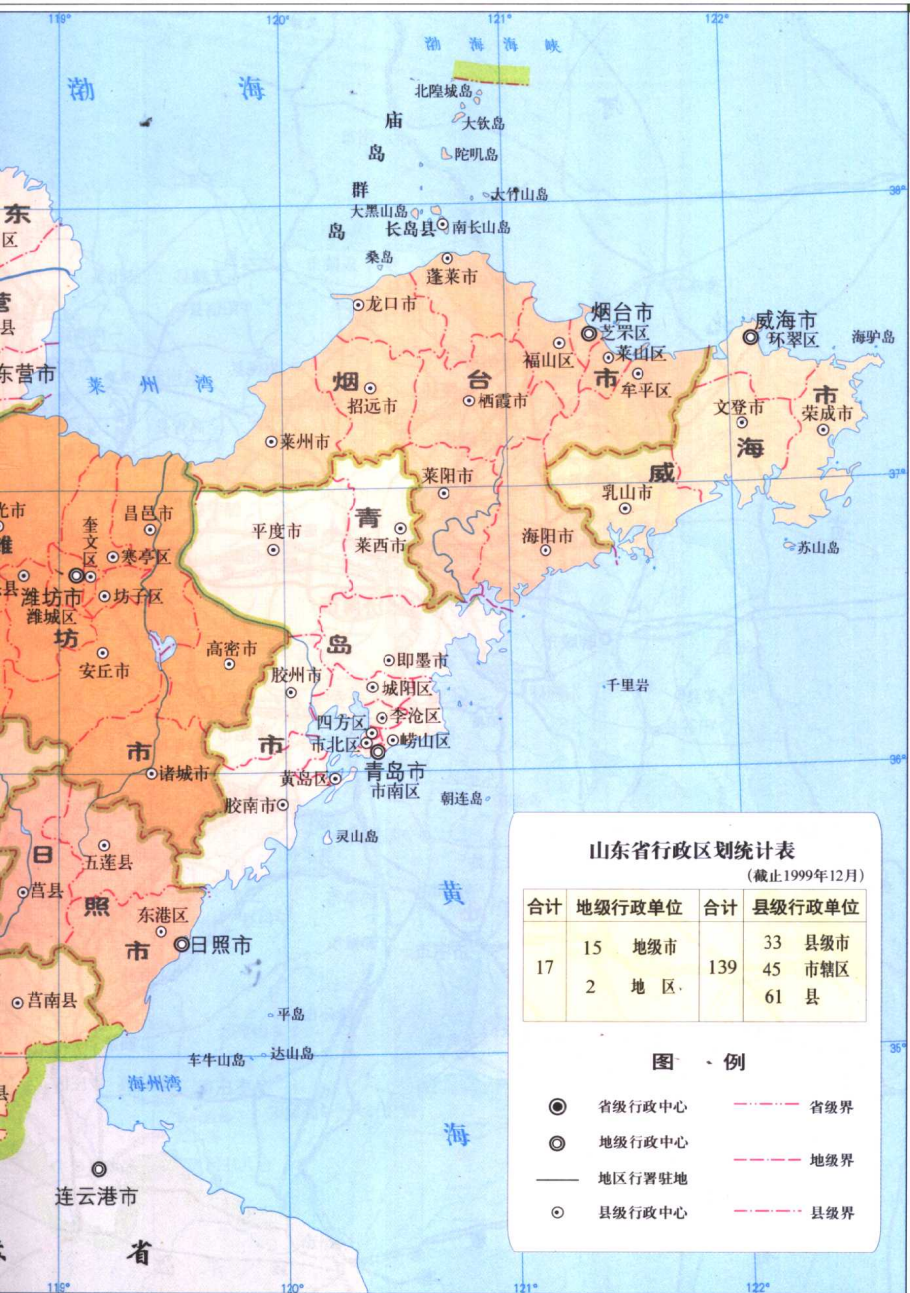 119°
120°
121°
122°
渤海海峡
渤海
北隍城岛
庙岛群岛
大钦岛
陀矶岛
38°
大竹山岛
大黑山岛
长岛县
南长山岛
东
区
桑岛
蓬莱市
龙口市
营
县
烟台市
芝罘区
威海市
环翠区
海驴岛
福山区
莱山区
东营市
莱州湾
烟台市
招远市
栖霞市
牟平区
威海市
文登市
荣成市
莱州市
莱阳市
37°
乳山市
光市
昌邑市
奎文区
平度市
青岛市
莱西市
海阳市
苏山岛
潍坊市
寒亭区
县
潍坊市
潍城区
坊子区
安丘市
高密市
即墨市
胶州市
城阳区
千里岩
李沧区
四方区
市北区
崂山区
诸城市
黄岛区
青岛市
市南区
36°
胶南市
朝连岛
灵山岛
日照市
五莲县
莒县
黄海
东港区
日照市
莒南县
平岛
车牛山岛
达山岛
35°
海州湾
县
连云港市
省
山东省行政区划统计表
(截止1999年12月)
合计 地级行政单位 合计 县级行政单位
17 15 地级市 139 33 县级市
2 地区 45 市辖区
61 县
图例
省级行政中心 省级界
地级行政中心 地级界
地区行署驻地
县级行政中心 县级界
119°
120°
121°
122°